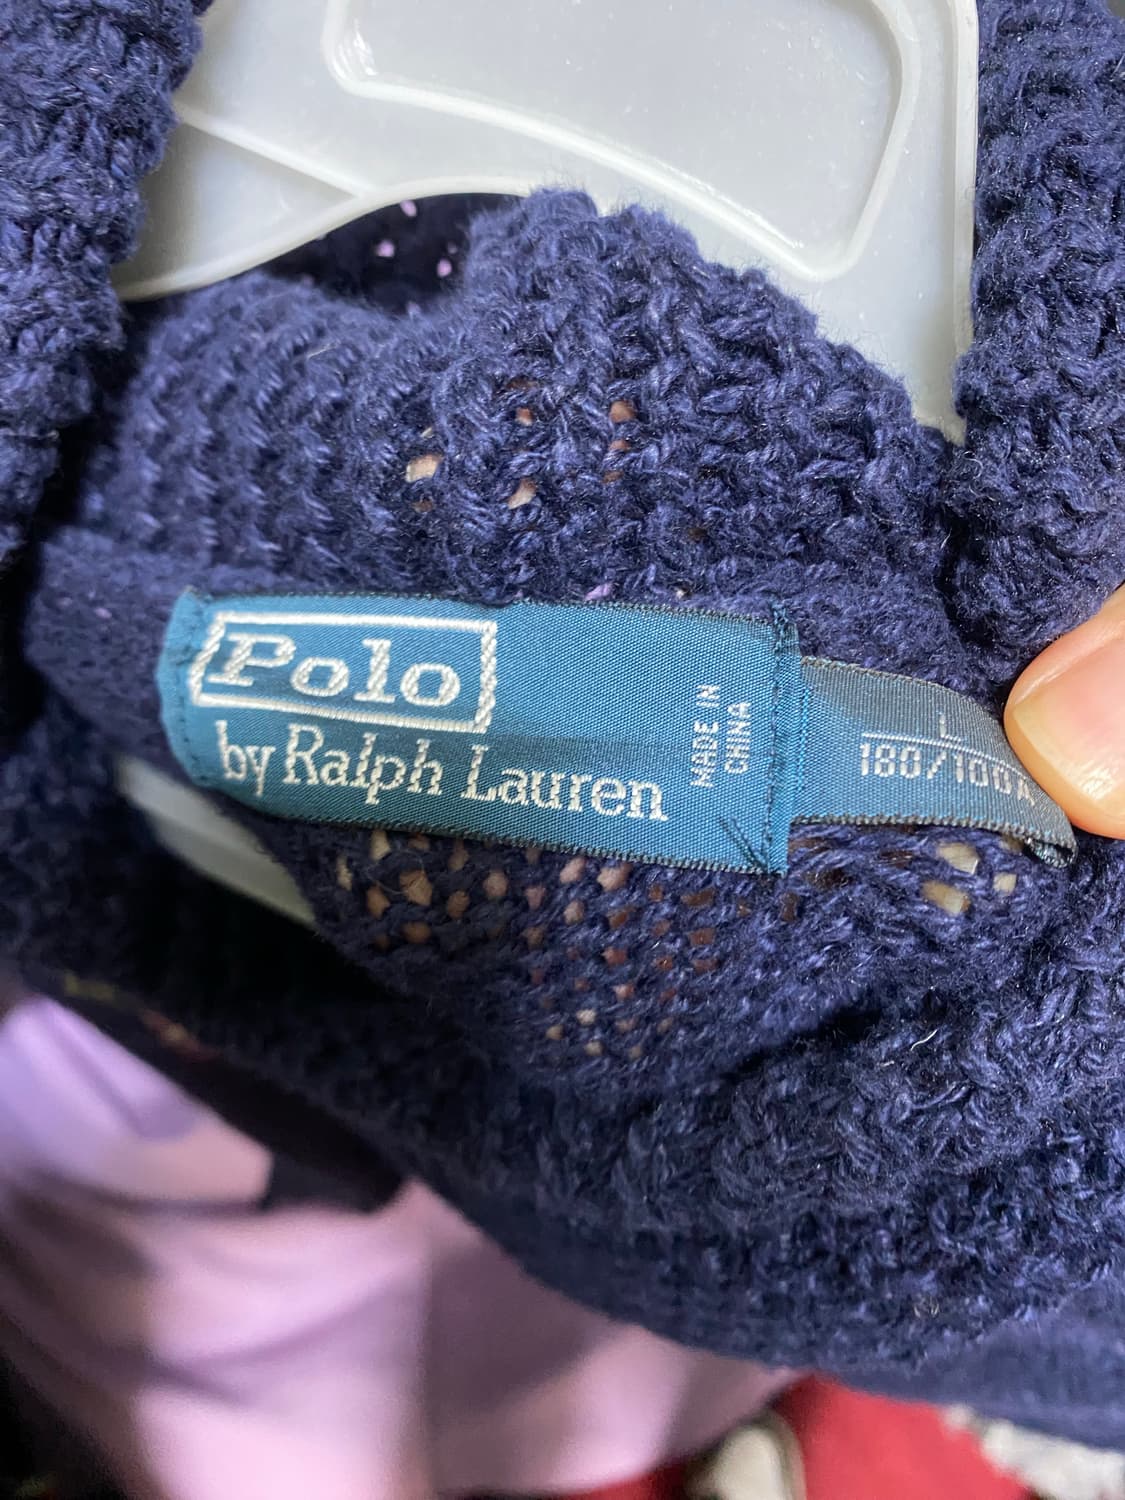 Polo
by Ralph Lauren
MADE IN
CHINA
L
180/100A